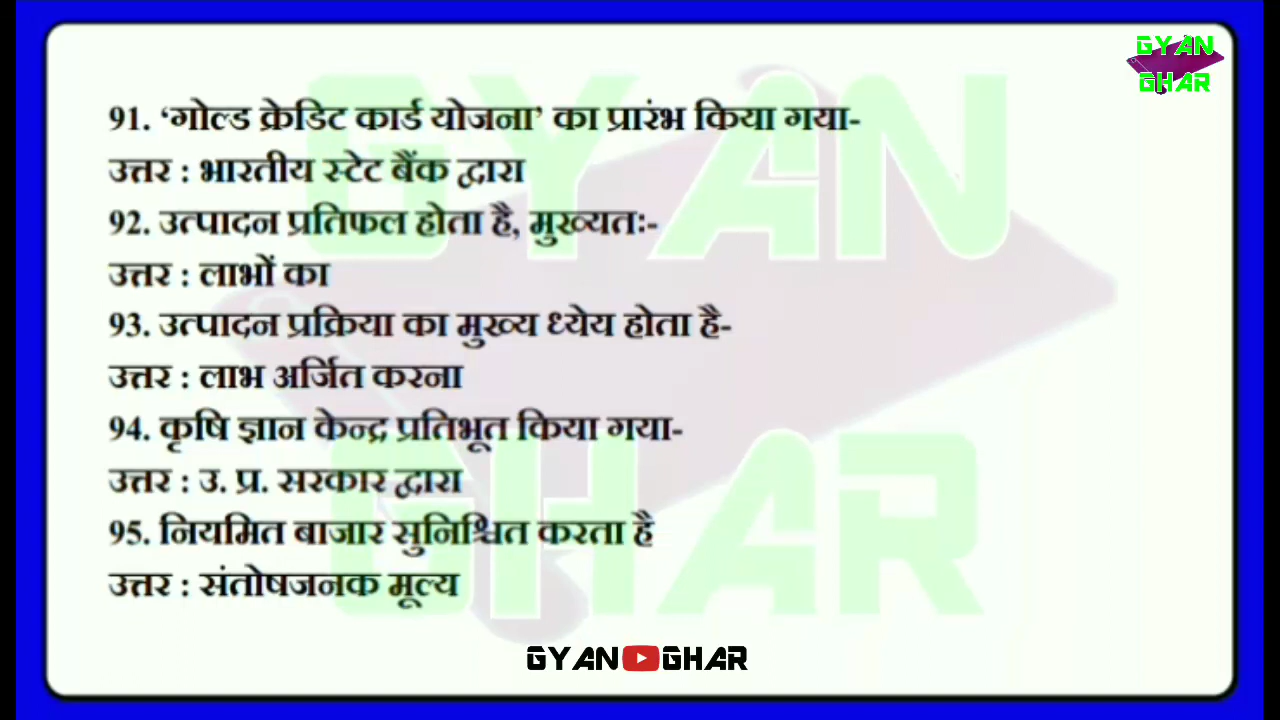 GYAN
GHAR
91. ‘गोल्ड क्रेडिट कार्ड योजना’ का प्रारंभ किया गया-
उत्तर : भारतीय स्टेट बैंक द्वारा
92. उत्पादन प्रतिफल होता है, मुख्यतः-
उत्तर : लाभों का
93. उत्पादन प्रक्रिया का मुख्य ध्येय होता है-
उत्तर : लाभ अर्जित करना
94. कृषि ज्ञान केन्द्र प्रतिभूत किया गया-
उत्तर : उ. प्र. सरकार द्वारा
95. नियमित बाजार सुनिश्चित करता है
उत्तर : संतोषजनक मूल्य
GYAN GHAR
GYAN
GHAR